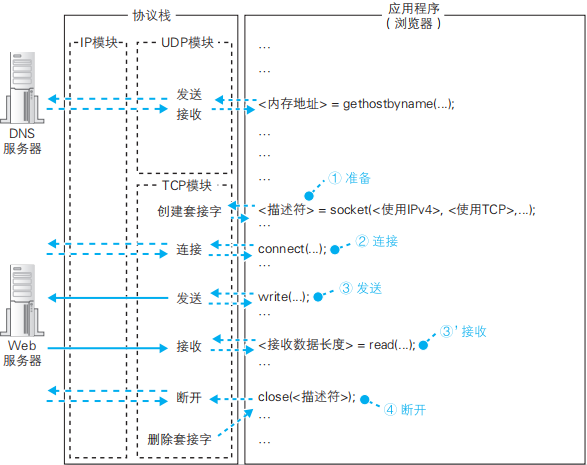 协议栈
应用程序
(浏览器)
IP模块
UDP模块
...
...
发送
接收
<内存地址> = gethostbyname(...);
DNS
服务器
...
...
...
TCP模块
① 准备
创建套接字
<描述符> = socket(<使用IPv4>, <使用TCP>,...);
...
连接
connect(...);
② 连接
...
发送
write(...);
③ 发送
...
Web
服务器
接收
<接收数据长度> = read(...);
③' 接收
...
断开
close(<描述符>);
④ 断开
...
删除套接字
...